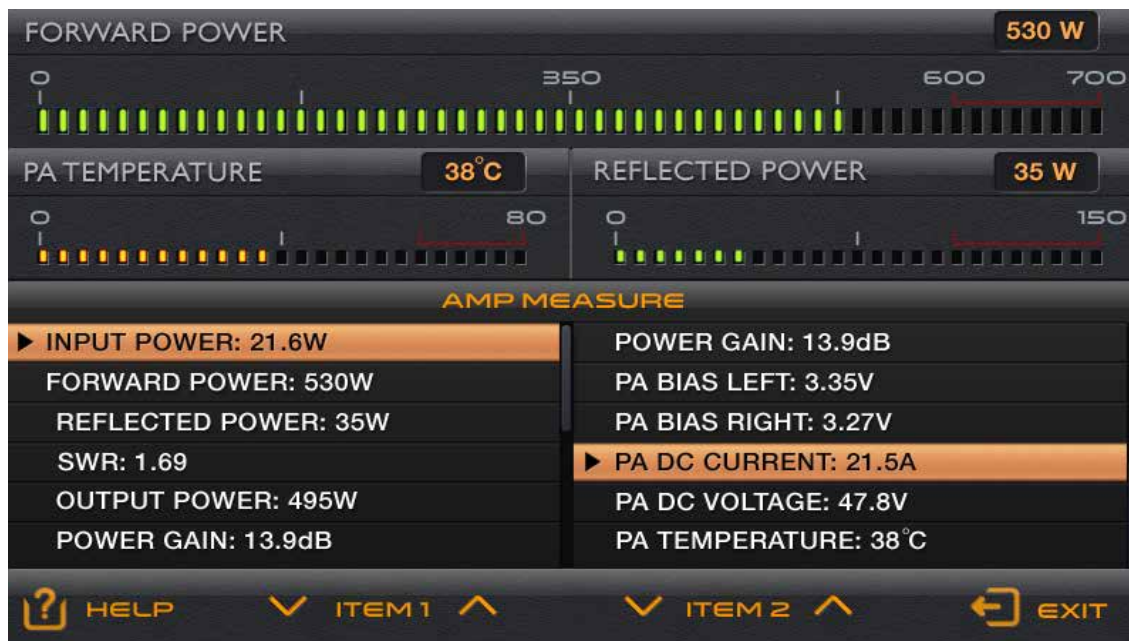 FORWARD POWER 530 W
0 350 600 700
PA TEMPERATURE 38°C
0 80
REFLECTED POWER 35 W
0 150
AMP MEASURE
INPUT POWER: 21.6W
FORWARD POWER: 530W
REFLECTED POWER: 35W
SWR: 1.69
OUTPUT POWER: 495W
POWER GAIN: 13.9dB
POWER GAIN: 13.9dB
PA BIAS LEFT: 3.35V
PA BIAS RIGHT: 3.27V
PA DC CURRENT: 21.5A
PA DC VOLTAGE: 47.8V
PA TEMPERATURE: 38°C
? HELP ITEM 1 ITEM 2 EXIT